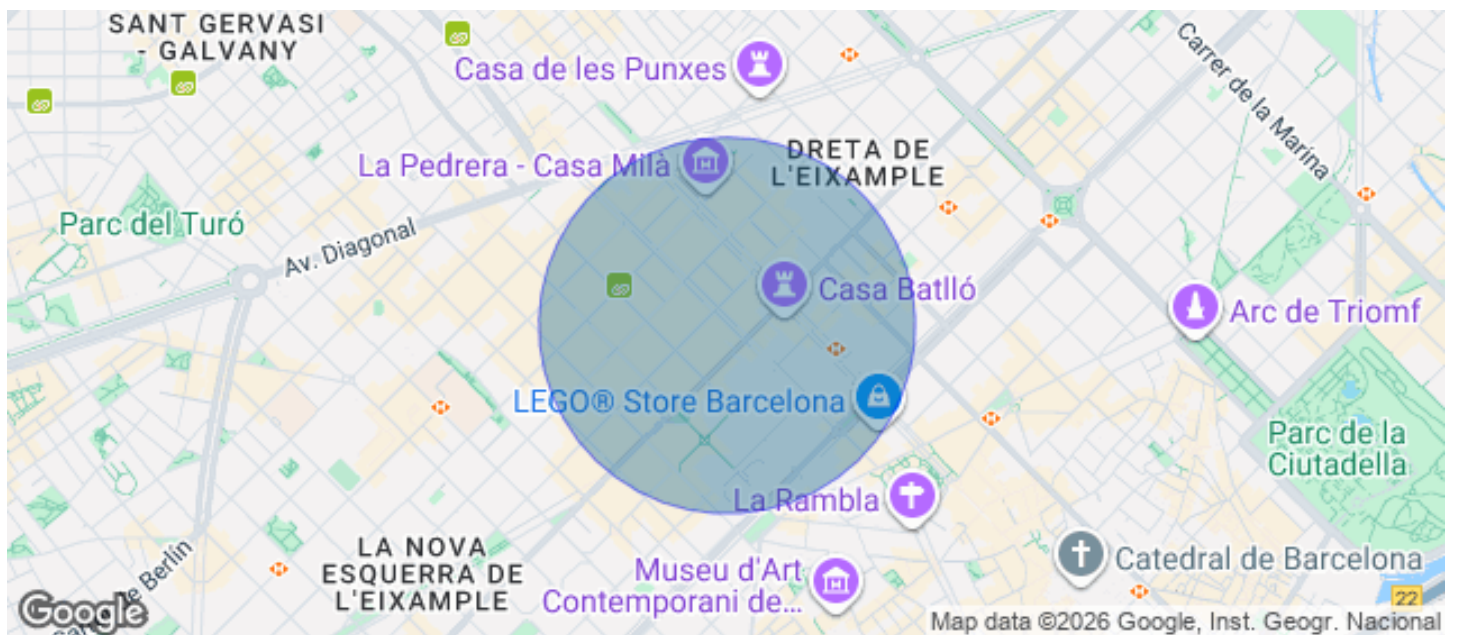 SANT GERVASI
- GALVANY
Casa de les Punxes
Carrer de la Marina
La Pedrera - Casa Milà
DRETA DE
L'EIXAMPLE
Parc del Turó
Av. Diagonal
Casa Batlló
Arc de Triomf
LEGO® Store Barcelona
Parc de la
Ciutadella
La Rambla
LA NOVA
ESQUERRA DE
L'EIXAMPLE
Museu d'Art
Contemporani de...
Catedral de Barcelona
de Berlín
22
Google
Map data ©2026 Google, Inst. Geogr. Nacional